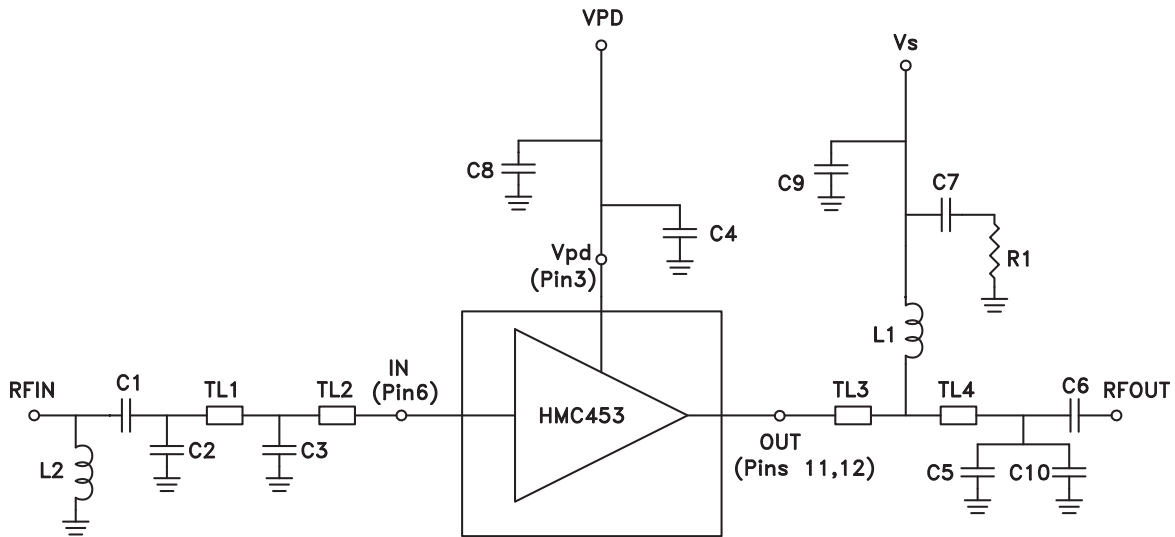 VPD
Vs
C8
C9
C7
C4
Vpd
(Pin3)
R1
L1
RFIN
C1
TL1
TL2
IN
(Pin6)
HMC453
TL3
TL4
C6
RFOUT
L2
C2
C3
OUT
(Pins 11,12)
C5
C10